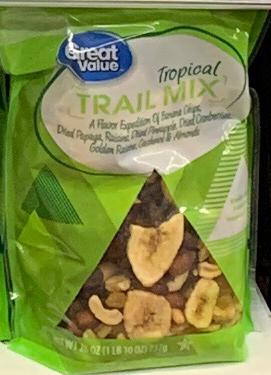 Great
Value
Tropical
TRAIL MIX
A Flavor Expedition Of Banana Chips,
Dried Papaya, Raisins, Dried Pineapple, Dried Cranberries,
Golden Raisins, Cashews & Almonds
NET WT 26 OZ (1 LB 10 OZ) 737g